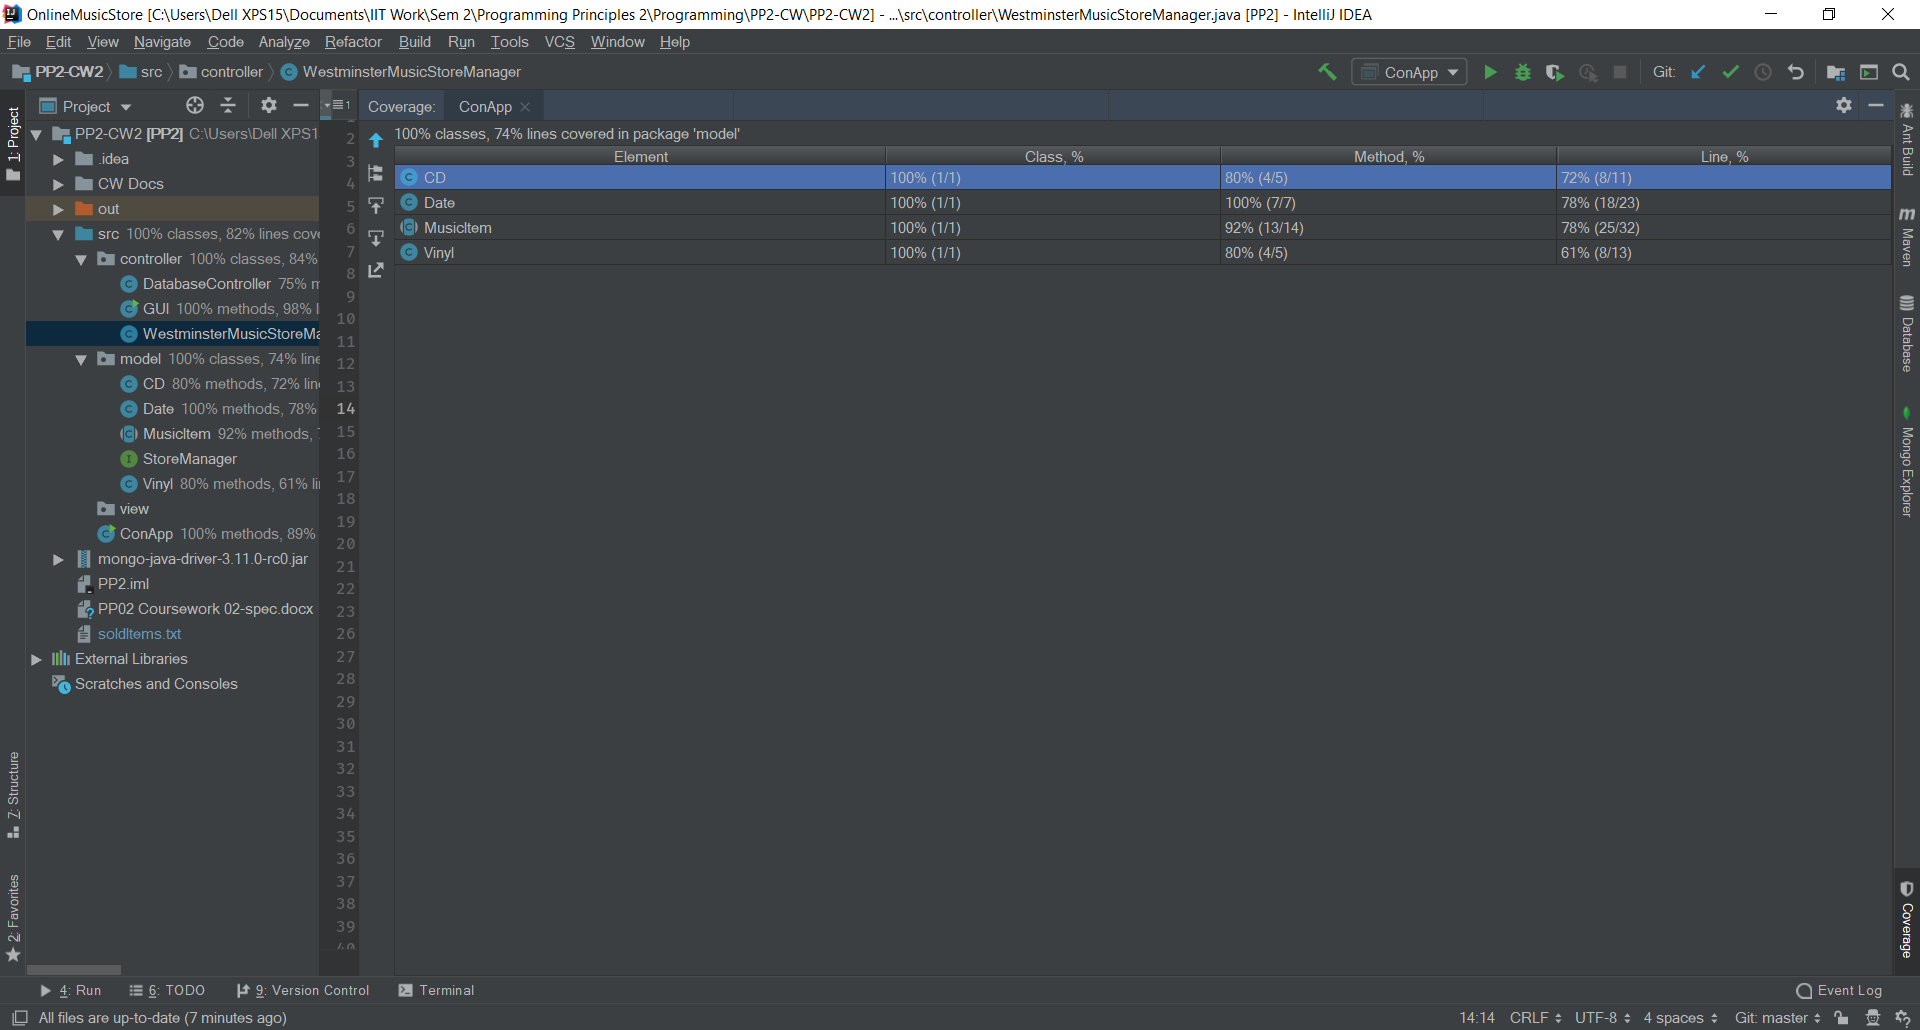 OnlineMusicStore [C:\Users\Dell XPS15\Documents\IIT Work\Sem 2\Programming Principles 2\Programming\PP2-CW\PP2-CW2] - ...\src\controller\WestminsterMusicStoreManager.java [PP2] - IntelliJ IDEA
File Edit View Navigate Code Analyze Refactor Build Run Tools VCS Window Help
PP2-CW2 src controller WestminsterMusicStoreManager ConApp Git:
1: Project
7: Structure
2: Favorites
Project
PP2-CW2 [PP2] C:\Users\Dell XPS1
.idea
CW Docs
out
src 100% classes, 82% lines cove
controller 100% classes, 84%
DatabaseController 75% m
GUI 100% methods, 98% l
WestminsterMusicStoreMa
model 100% classes, 74% line
CD 80% methods, 72% lin
Date 100% methods, 78%
MusicItem 92% methods, 7
StoreManager
Vinyl 80% methods, 61% li
view
ConApp 100% methods, 89%
mongo-java-driver-3.11.0-rc0.jar
PP2.iml
PP02 Coursework 02-spec.docx
soldItems.txt
External Libraries
Scratches and Consoles
1
2
3
4
5
6
7
8
9
10
11
12
13
14
15
16
17
18
19
20
21
22
23
26
27
28
29
30
31
32
33
34
35
36
37
38
39
40
Coverage: ConApp
100% classes, 74% lines covered in package 'model'
Element Class, % Method, % Line, %
CD 100% (1/1) 80% (4/5) 72% (8/11)
Date 100% (1/1) 100% (7/7) 78% (18/23)
MusicItem 100% (1/1) 92% (13/14) 78% (25/32)
Vinyl 100% (1/1) 80% (4/5) 61% (8/13)
Ant Build
Maven
Database
Mongo Explorer
Coverage
4: Run 6: TODO 9: Version Control Terminal Event Log
All files are up-to-date (7 minutes ago) 14:14 CRLF UTF-8 4 spaces Git: master